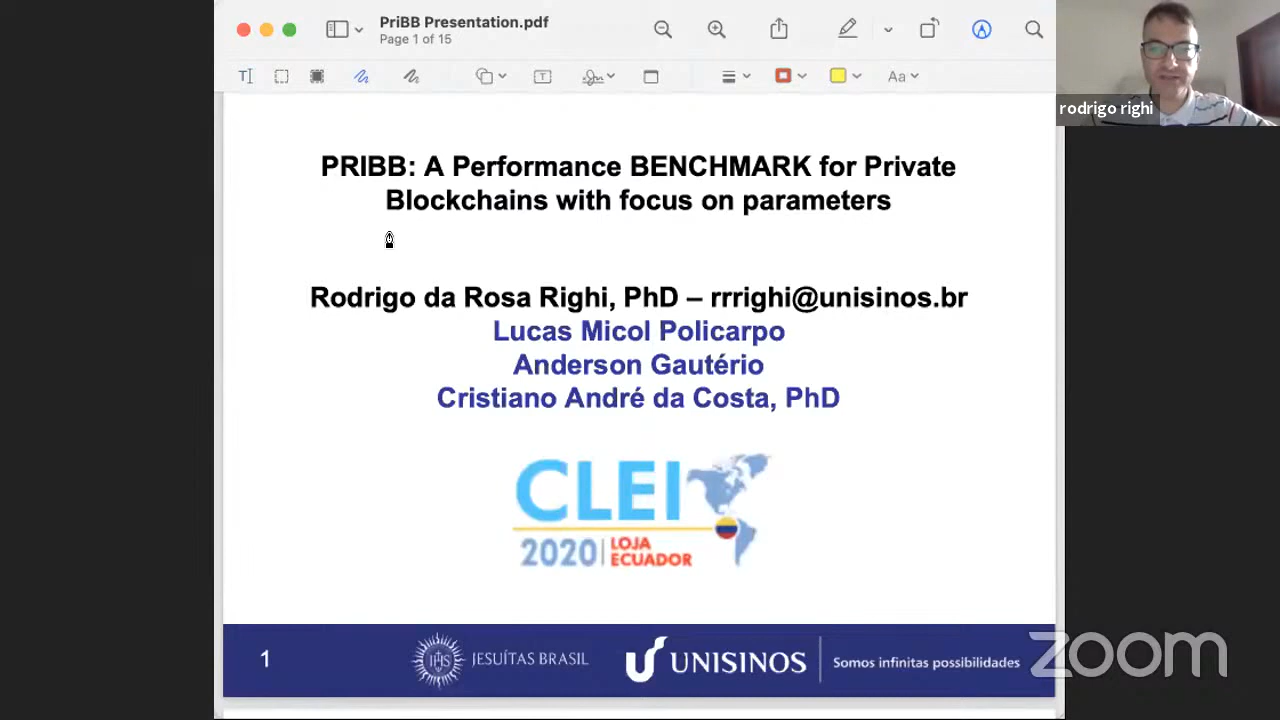 PriBB Presentation.pdf
Page 1 of 15
Aa
rodrigo righi
PRIBB: A Performance BENCHMARK for Private
Blockchains with focus on parameters
Rodrigo da Rosa Righi, PhD – rrrighi@unisinos.br
Lucas Micol Policarpo
Anderson Gautério
Cristiano André da Costa, PhD
CLEI
2020 | LOJA
ECUADOR
1
IHS
JESUÍTAS BRASIL
UNISINOS
Somos infinitas possibilidades
zoom